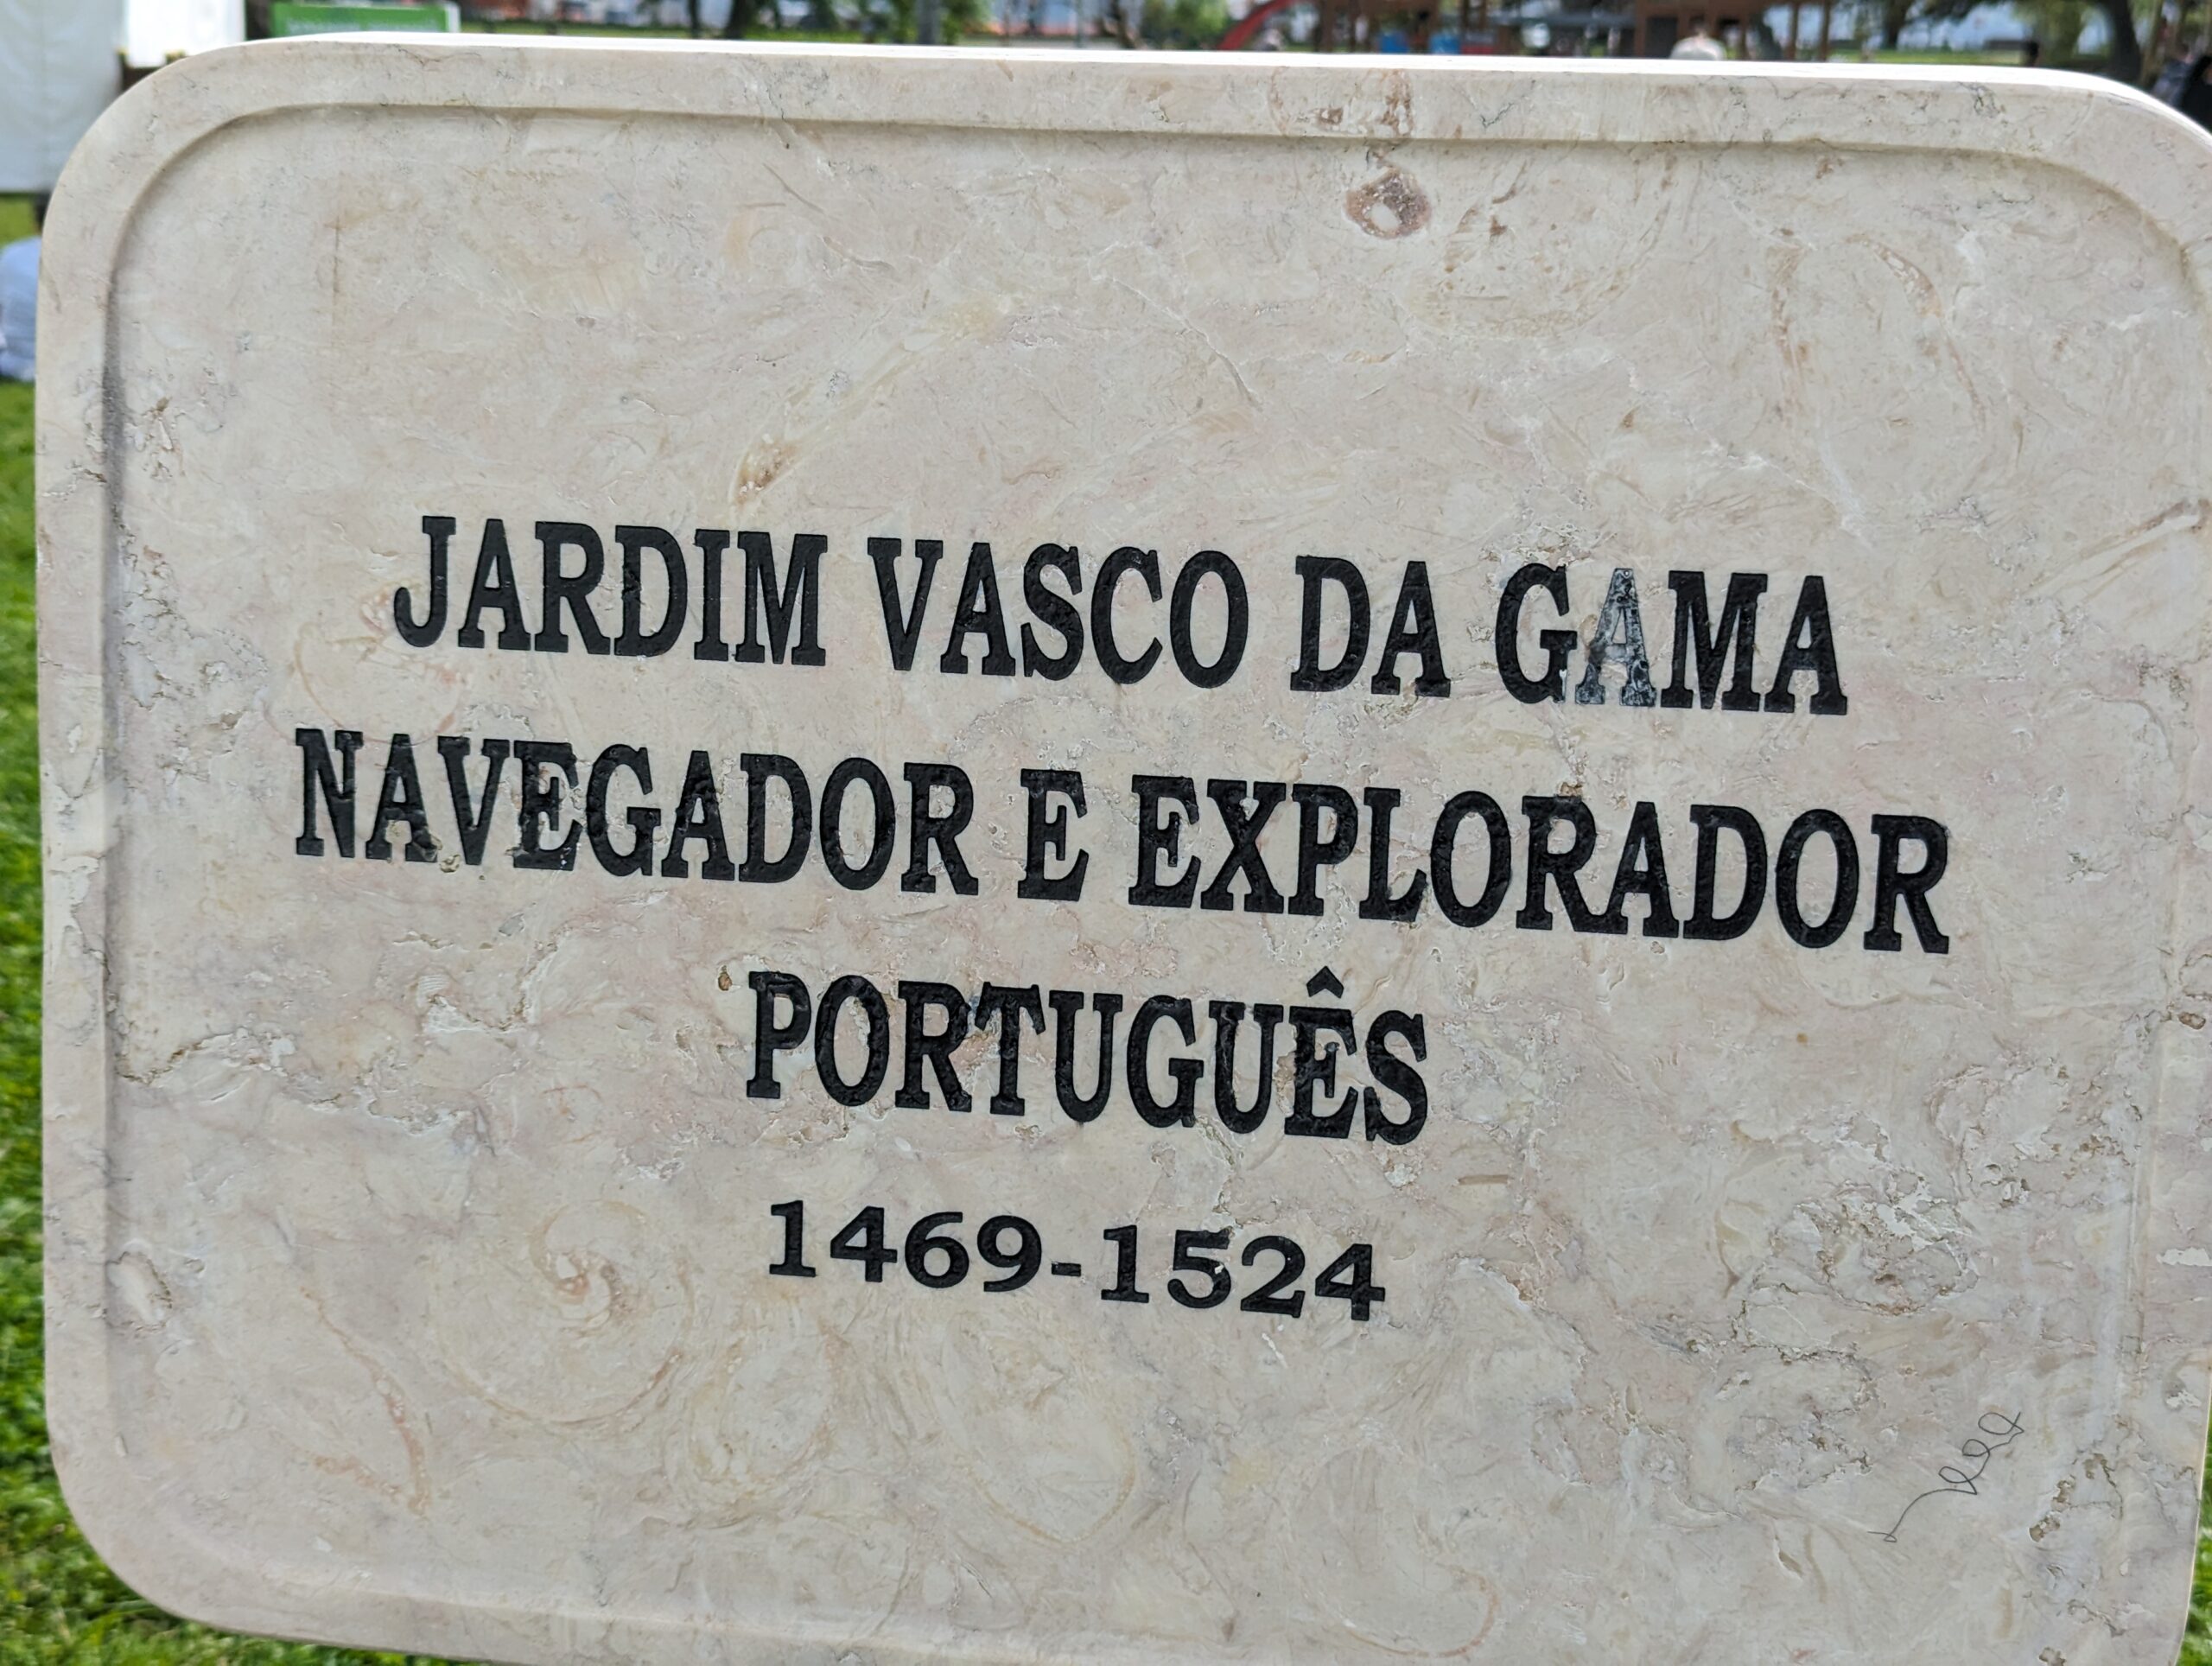 JARDIM VASCO DA GAMA
NAVEGADOR E EXPLORADOR
PORTUGUÊS
1469-1524